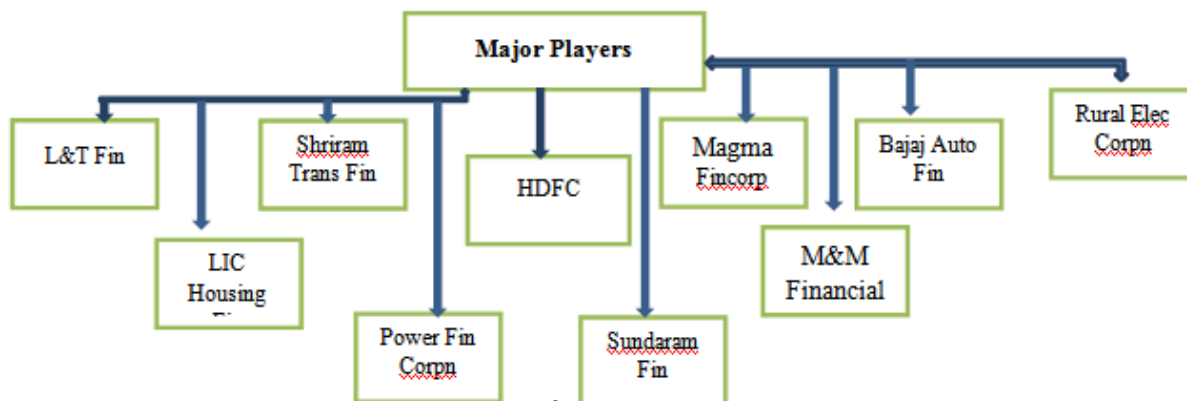 Major Players
L&T Fin
Shriram
Trans Fin
HDFC
Magma
Fincorp
Bajaj Auto
Fin
Rural Elec
Corpn
LIC
Housing
M&M
Financial
Power Fin
Corpn
Sundaram
Fin